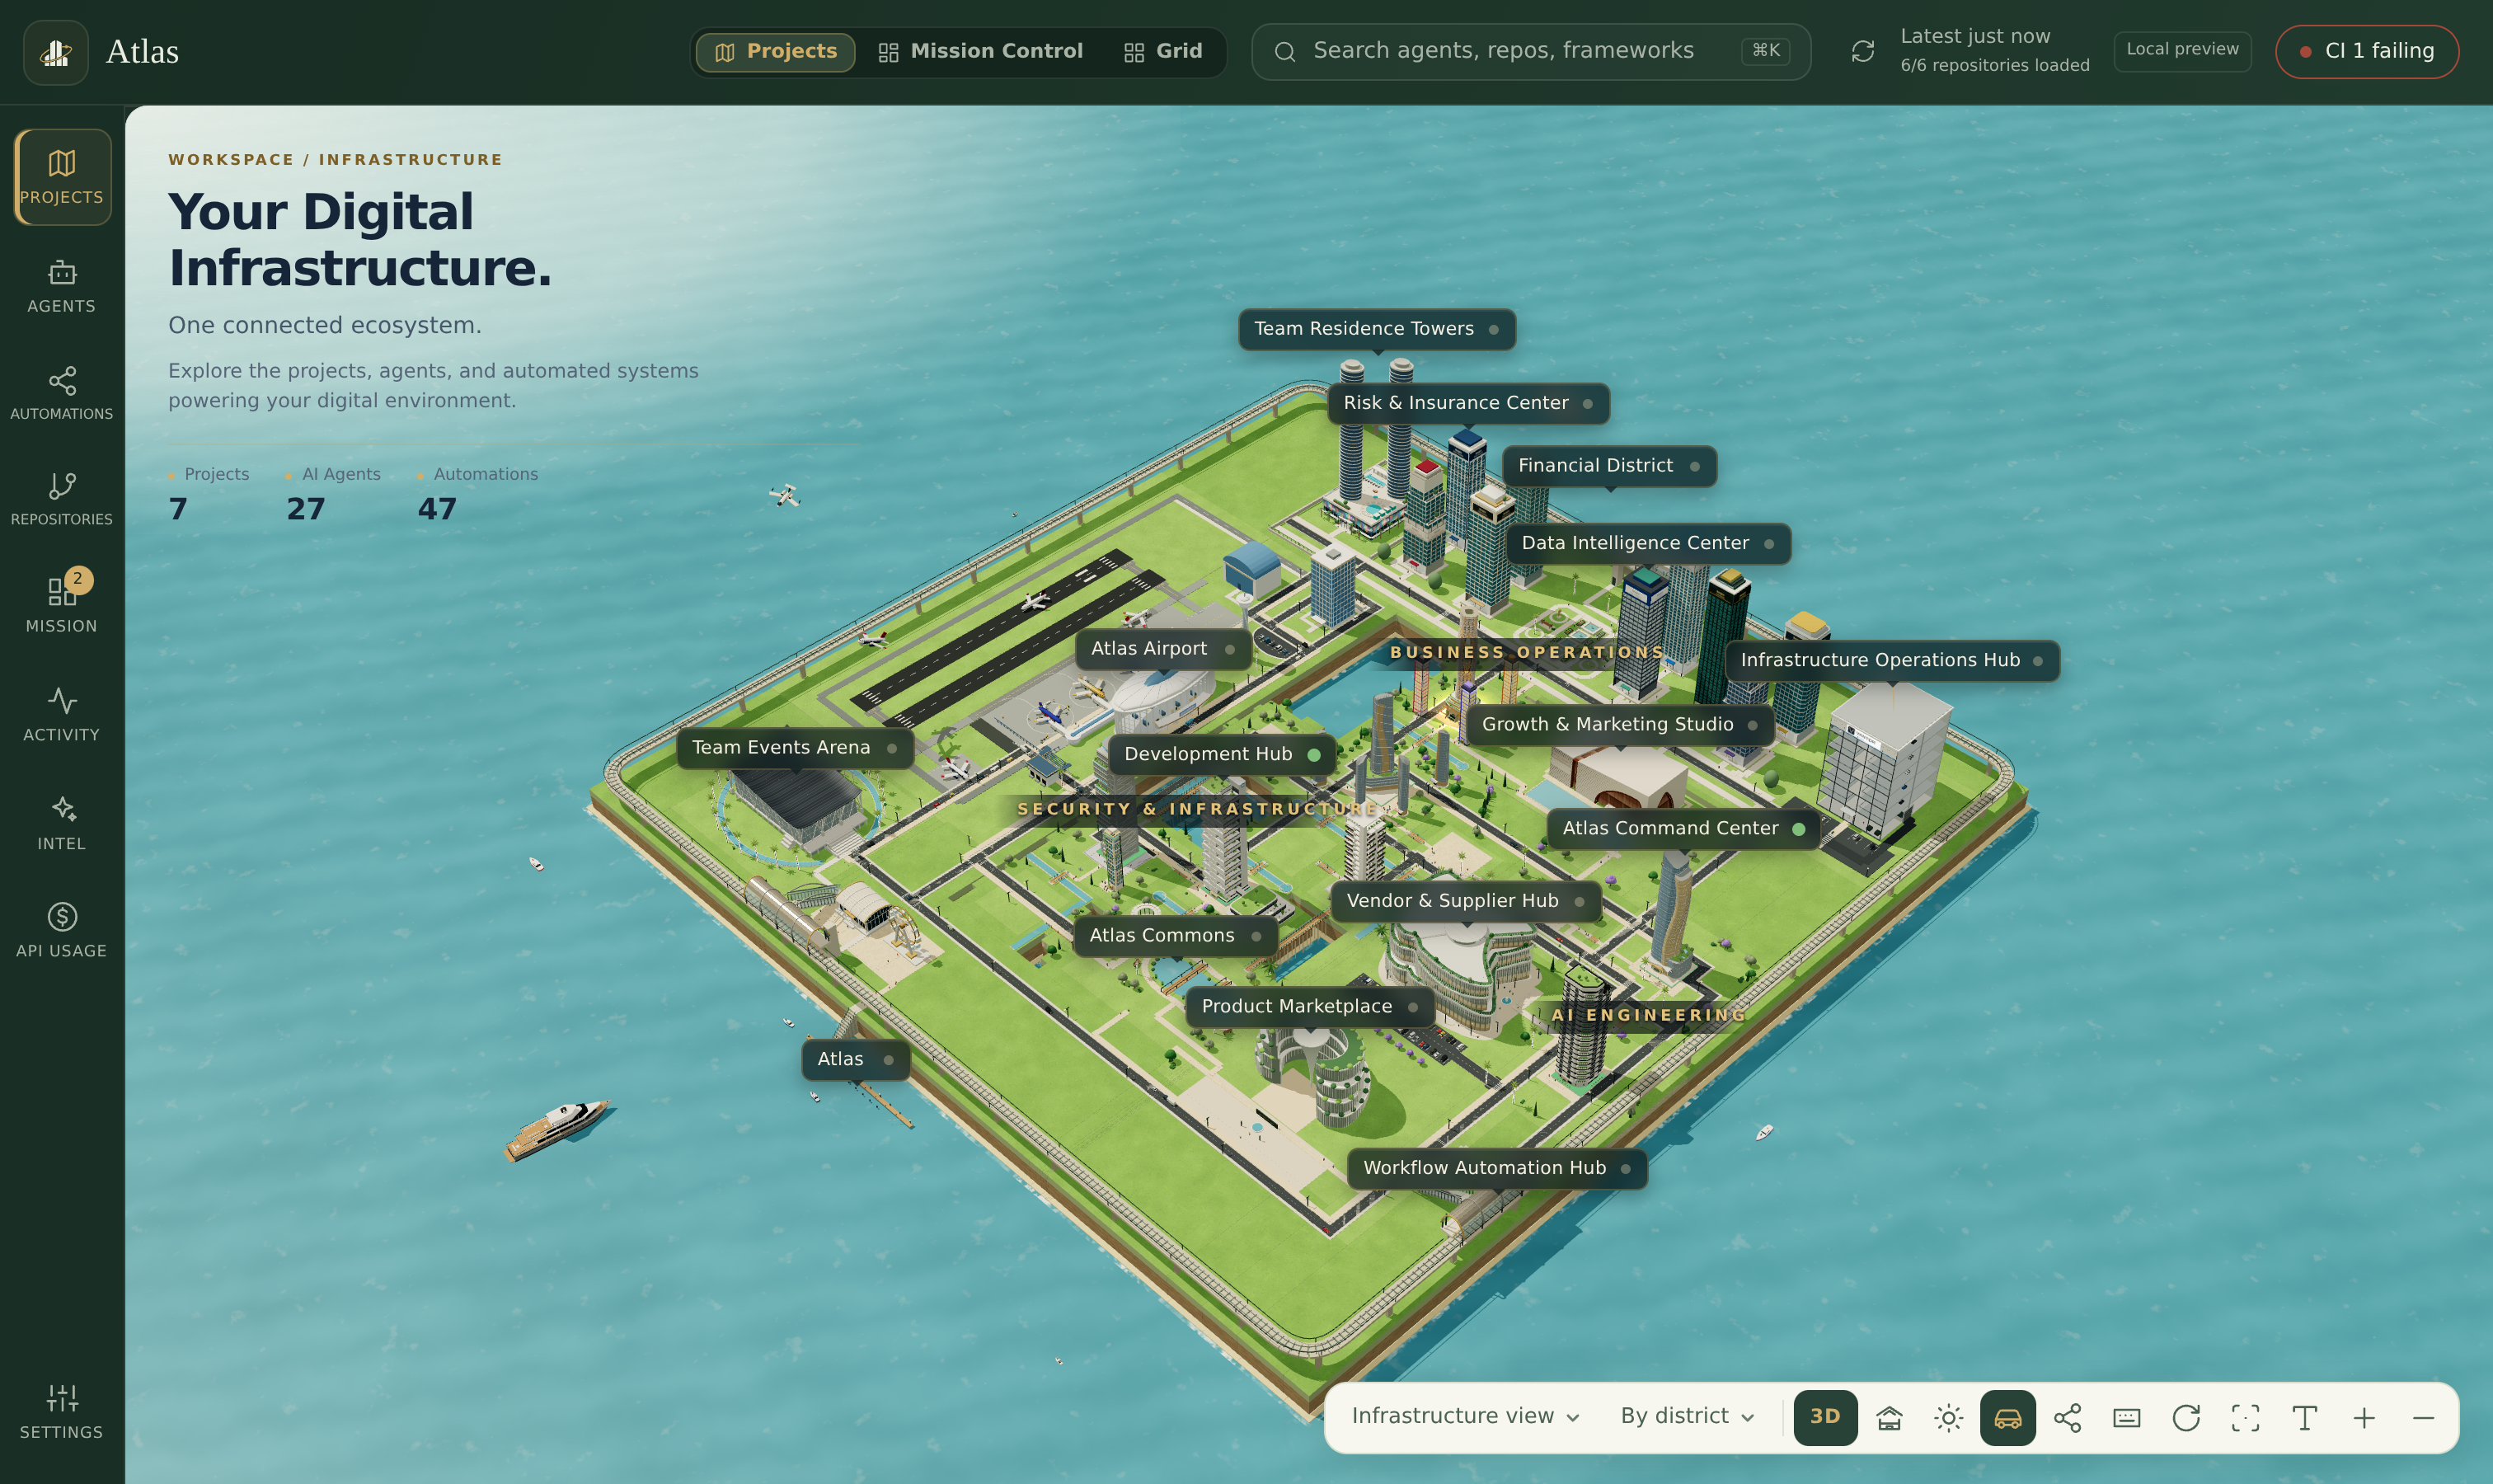 Atlas
Projects
Mission Control
Grid
Search agents, repos, frameworks
⌘K
Latest just now
6/6 repositories loaded
Local preview
CI 1 failing
PROJECTS
AGENTS
AUTOMATIONS
REPOSITORIES
2
MISSION
ACTIVITY
INTEL
API USAGE
SETTINGS
WORKSPACE / INFRASTRUCTURE
Your Digital
Infrastructure.
One connected ecosystem.
Explore the projects, agents, and automated systems
powering your digital environment.
Projects
7
AI Agents
27
Automations
47
Team Residence Towers
Risk & Insurance Center
Financial District
Data Intelligence Center
Atlas Airport
BUSINESS OPERATIONS
Infrastructure Operations Hub
Growth & Marketing Studio
Team Events Arena
Development Hub
SECURITY & INFRASTRUCTURE
Atlas Command Center
Vendor & Supplier Hub
Atlas Commons
Product Marketplace
AI ENGINEERING
Atlas
Workflow Automation Hub
Infrastructure view
By district
3D